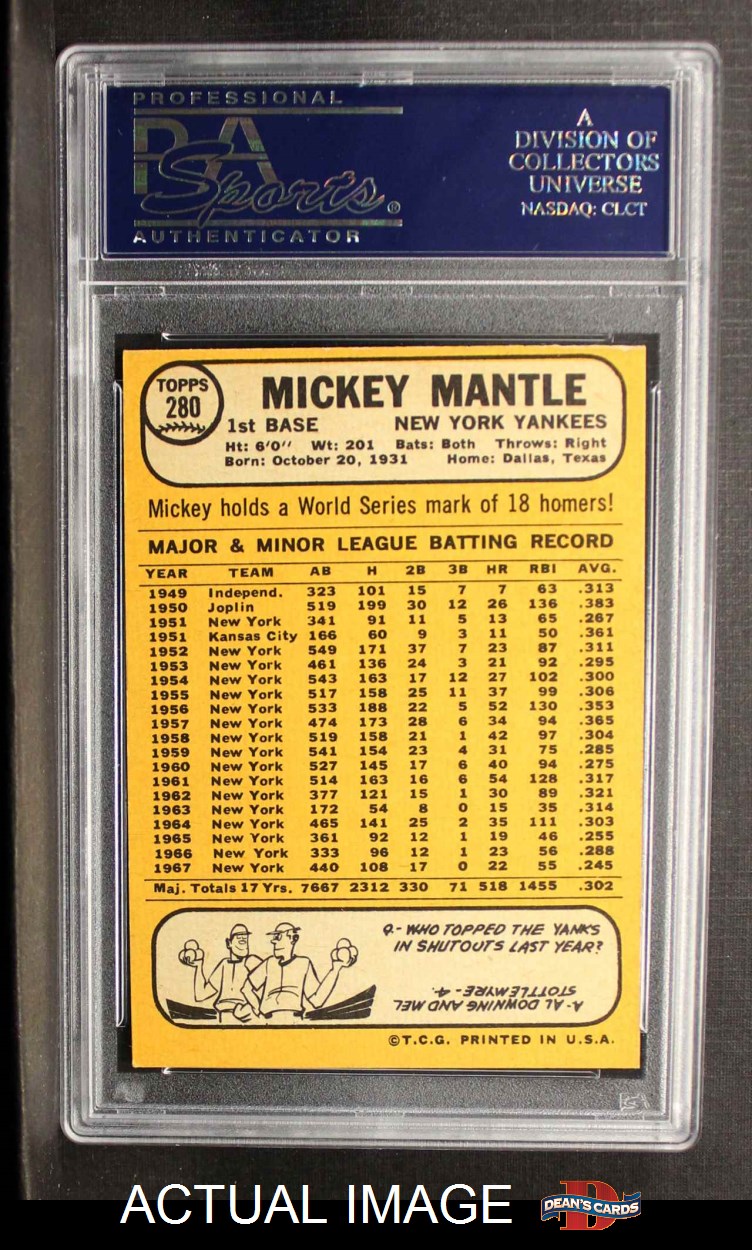 PROFESSIONAL
PSA
Sports®
AUTHENTICATOR
A
DIVISION OF
COLLECTORS
UNIVERSE
NASDAQ: CLCT
TOPPS
280
MICKEY MANTLE
1st BASE NEW YORK YANKEES
Ht: 6'0" Wt: 201 Bats: Both Throws: Right
Born: October 20, 1931 Home: Dallas, Texas
Mickey holds a World Series mark of 18 homers!
MAJOR & MINOR LEAGUE BATTING RECORD
YEAR TEAM AB H 2B 3B HR RBI AVG.
1949 Independ. 323 101 15 7 7 63 .313
1950 Joplin 519 199 30 12 26 136 .383
1951 New York 341 91 11 5 13 65 .267
1951 Kansas City 166 60 9 3 11 50 .361
1952 New York 549 171 37 7 23 87 .311
1953 New York 461 136 24 3 21 92 .295
1954 New York 543 163 17 12 27 102 .300
1955 New York 517 158 25 11 37 99 .306
1956 New York 533 188 22 5 52 130 .353
1957 New York 474 173 28 6 34 94 .365
1958 New York 519 158 21 1 42 97 .304
1959 New York 541 154 23 4 31 75 .285
1960 New York 527 145 17 6 40 94 .275
1961 New York 514 163 16 6 54 128 .317
1962 New York 377 121 15 1 30 89 .321
1963 New York 172 54 8 0 15 35 .314
1964 New York 465 141 25 2 35 111 .303
1965 New York 361 92 12 1 19 46 .255
1966 New York 333 96 12 1 23 56 .288
1967 New York 440 108 17 0 22 55 .245
Maj. Totals 17 Yrs. 7667 2312 330 71 518 1455 .302
Q- WHO TOPPED THE YANKS
IN SHUTOUTS LAST YEAR?
A- AL DOWNING AND MEL
STOTTLEMYRE - 4.
©T.C.G. PRINTED IN U.S.A.
ACTUAL IMAGE
DEAN'S CARDS